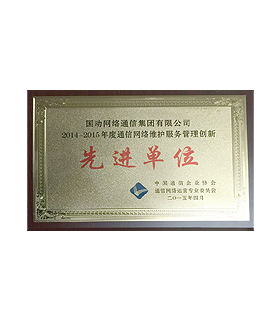 国动网络通信集团有限公司
2014-2015年度通信网络维护服务管理创新
先进单位
中国通信企业协会
通信网络运营专业委员会
二〇一五年四月